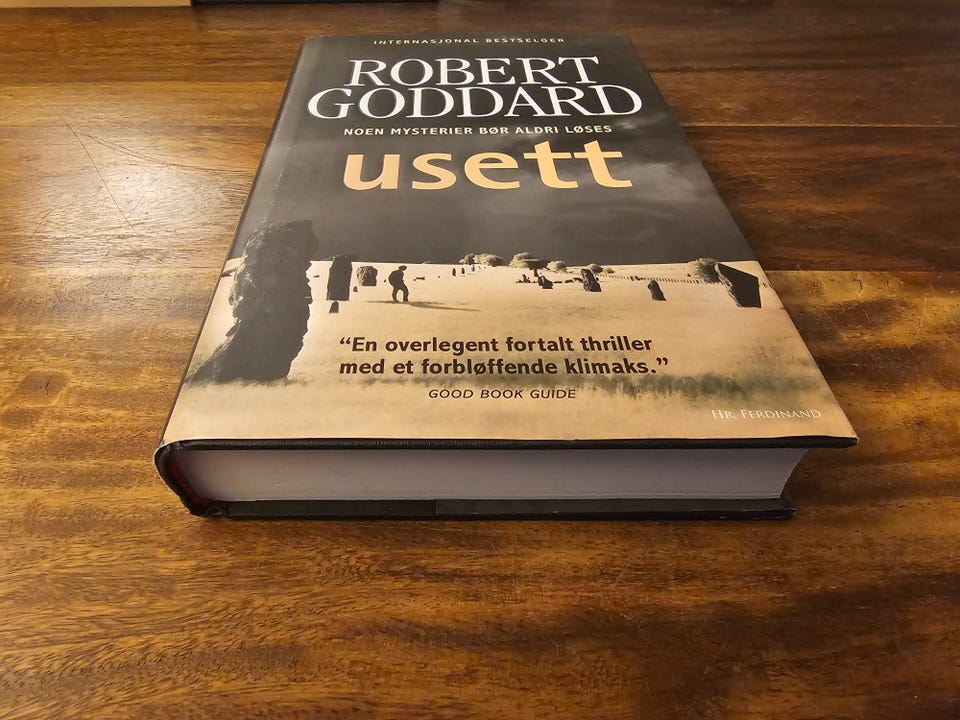 INTERNASJONAL BESTSELGER
ROBERT
GODDARD
NOEN MYSTERIER BØR ALDRI LØSES
usett
“En overlegent fortalt thriller
med et forbløffende klimaks.”
GOOD BOOK GUIDE
HR. FERDINAND